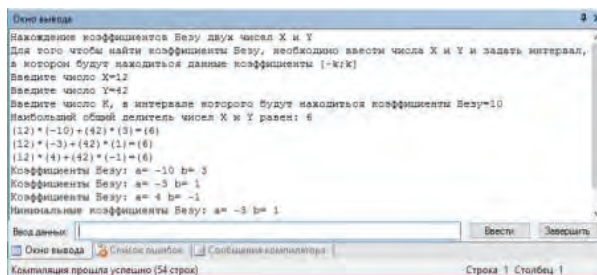 Окно вывода
Нахождение коэффициентов Безу двух чисел X и Y
Для того чтобы найти коэффициенты Безу, необходимо ввести числа X и Y и задать интервал,
в котором будут находиться данные коэффициенты [-k;k]
Введите число X=12
Введите число Y=42
Введите число K, в интервале которого будут находиться коэффициенты Безу=10
Наибольший общий делитель чисел X и Y равен: 6
(12)*(-10)+(42)*(3)=(6)
(12)*(-3)+(42)*(1)=(6)
(12)*(4)+(42)*(-1)=(6)
Коэффициенты Безу: a= -10 b= 3
Коэффициенты Безу: a= -3 b= 1
Коэффициенты Безу: a= 4 b= -1
Минимальные коэффициенты Безу: a= -3 b= 1
Ввод данных: Ввести Завершить
Окно вывода Список ошибок Сообщения компилятора
Компиляция прошла успешно (54 строк) Строка 1 Столбец 1